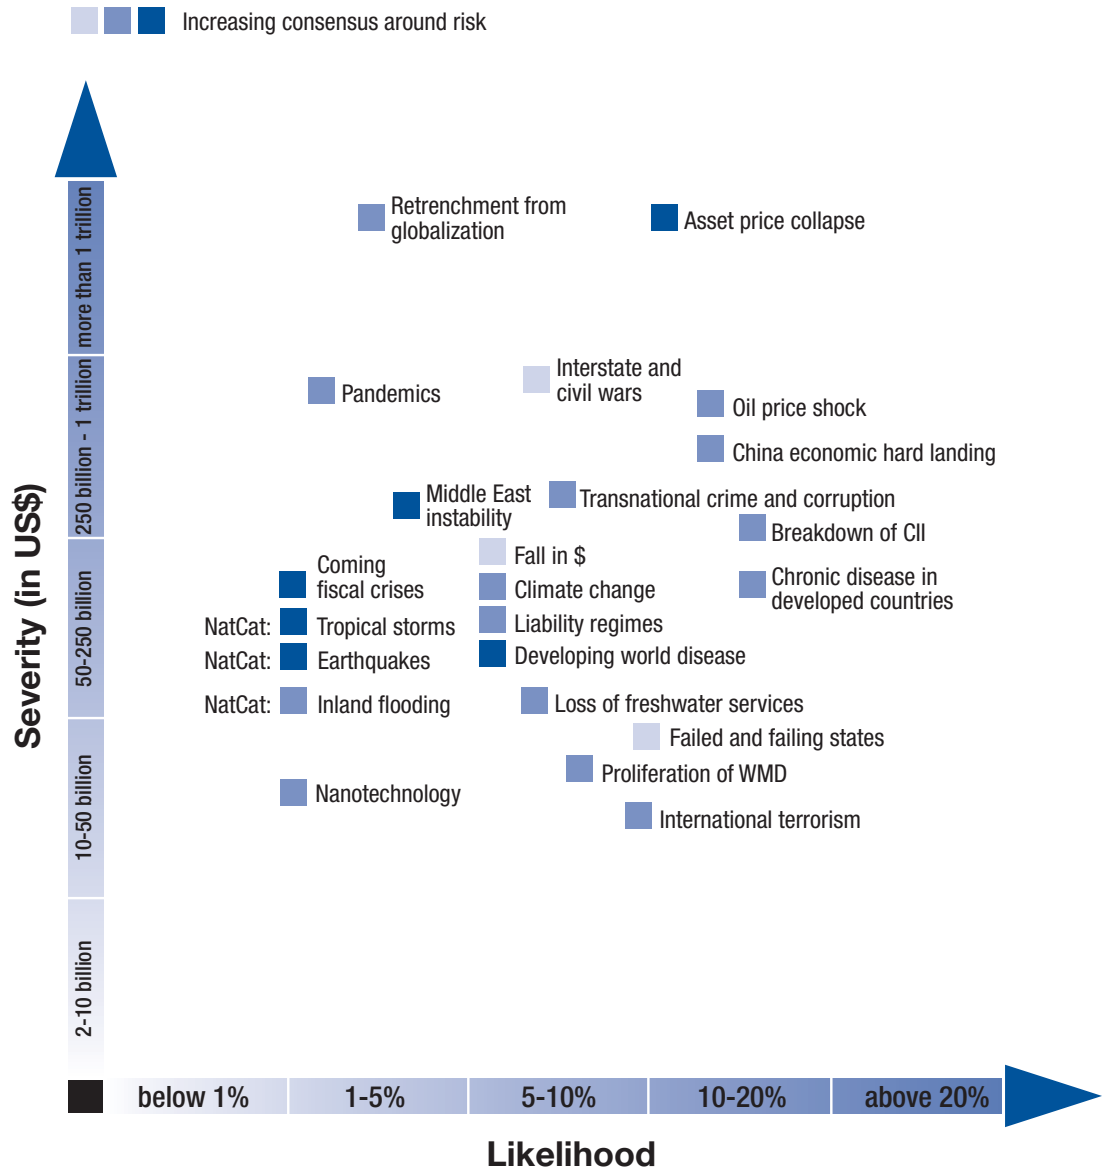 Increasing consensus around risk
Severity (in US$)
more than 1 trillion
250 billion - 1 trillion
50-250 billion
10-50 billion
2-10 billion
Retrenchment from
globalization
Asset price collapse
Pandemics
Interstate and
civil wars
Oil price shock
China economic hard landing
Middle East
instability
Transnational crime and corruption
Breakdown of CII
Fall in $
Coming
fiscal crises
Climate change
Chronic disease in
developed countries
NatCat: Tropical storms
Liability regimes
NatCat: Earthquakes
Developing world disease
NatCat: Inland flooding
Loss of freshwater services
Failed and failing states
Proliferation of WMD
Nanotechnology
International terrorism
below 1%
1-5%
5-10%
10-20%
above 20%
Likelihood